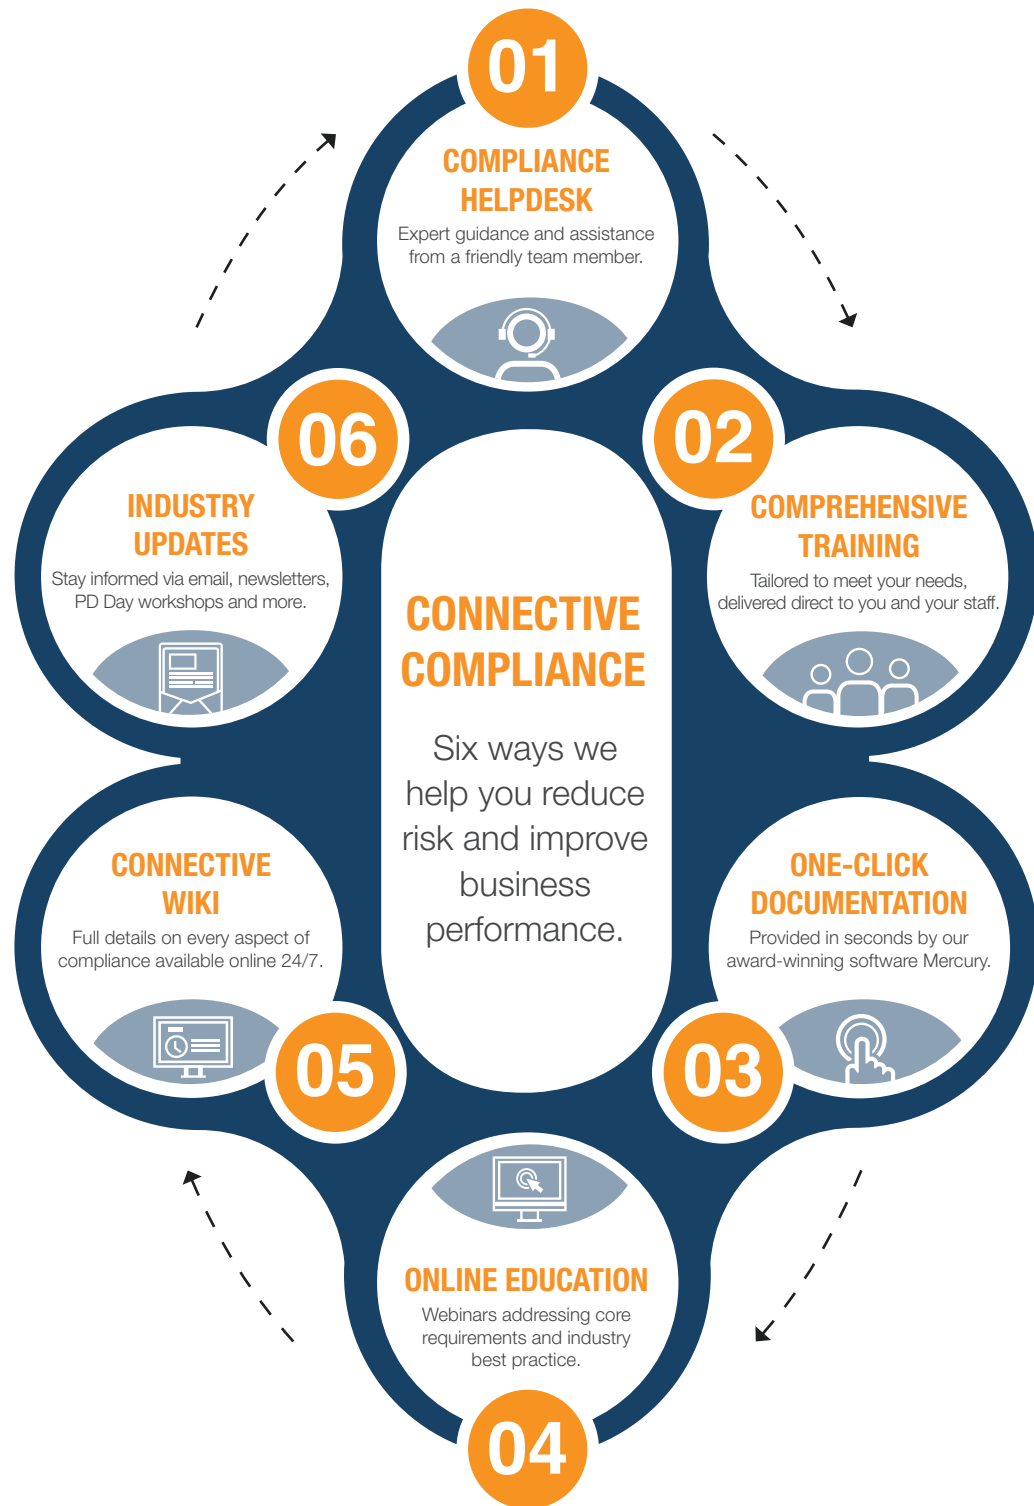 01
COMPLIANCE
HELPDESK
Expert guidance and assistance
from a friendly team member.
02
COMPREHENSIVE
TRAINING
Tailored to meet your needs,
delivered direct to you and your staff.
03
ONE-CLICK
DOCUMENTATION
Provided in seconds by our
award-winning software Mercury.
04
ONLINE EDUCATION
Webinars addressing core
requirements and industry
best practice.
05
CONNECTIVE
WIKI
Full details on every aspect of
compliance available online 24/7.
06
INDUSTRY
UPDATES
Stay informed via email, newsletters,
PD Day workshops and more.
CONNECTIVE
COMPLIANCE
Six ways we
help you reduce
risk and improve
business
performance.